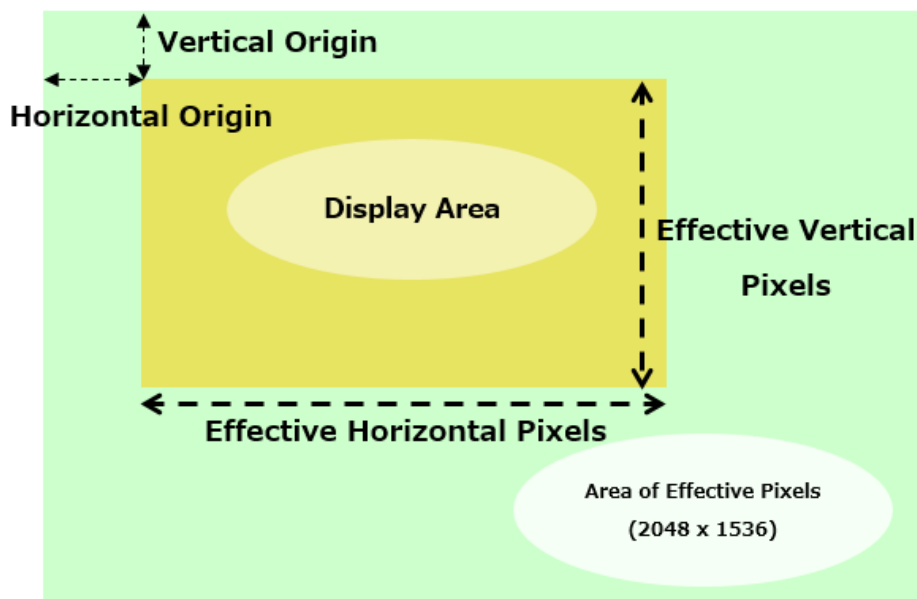 Vertical Origin
Horizontal Origin
Display Area
Effective Vertical
Pixels
Effective Horizontal Pixels
Area of Effective Pixels
(2048 x 1536)